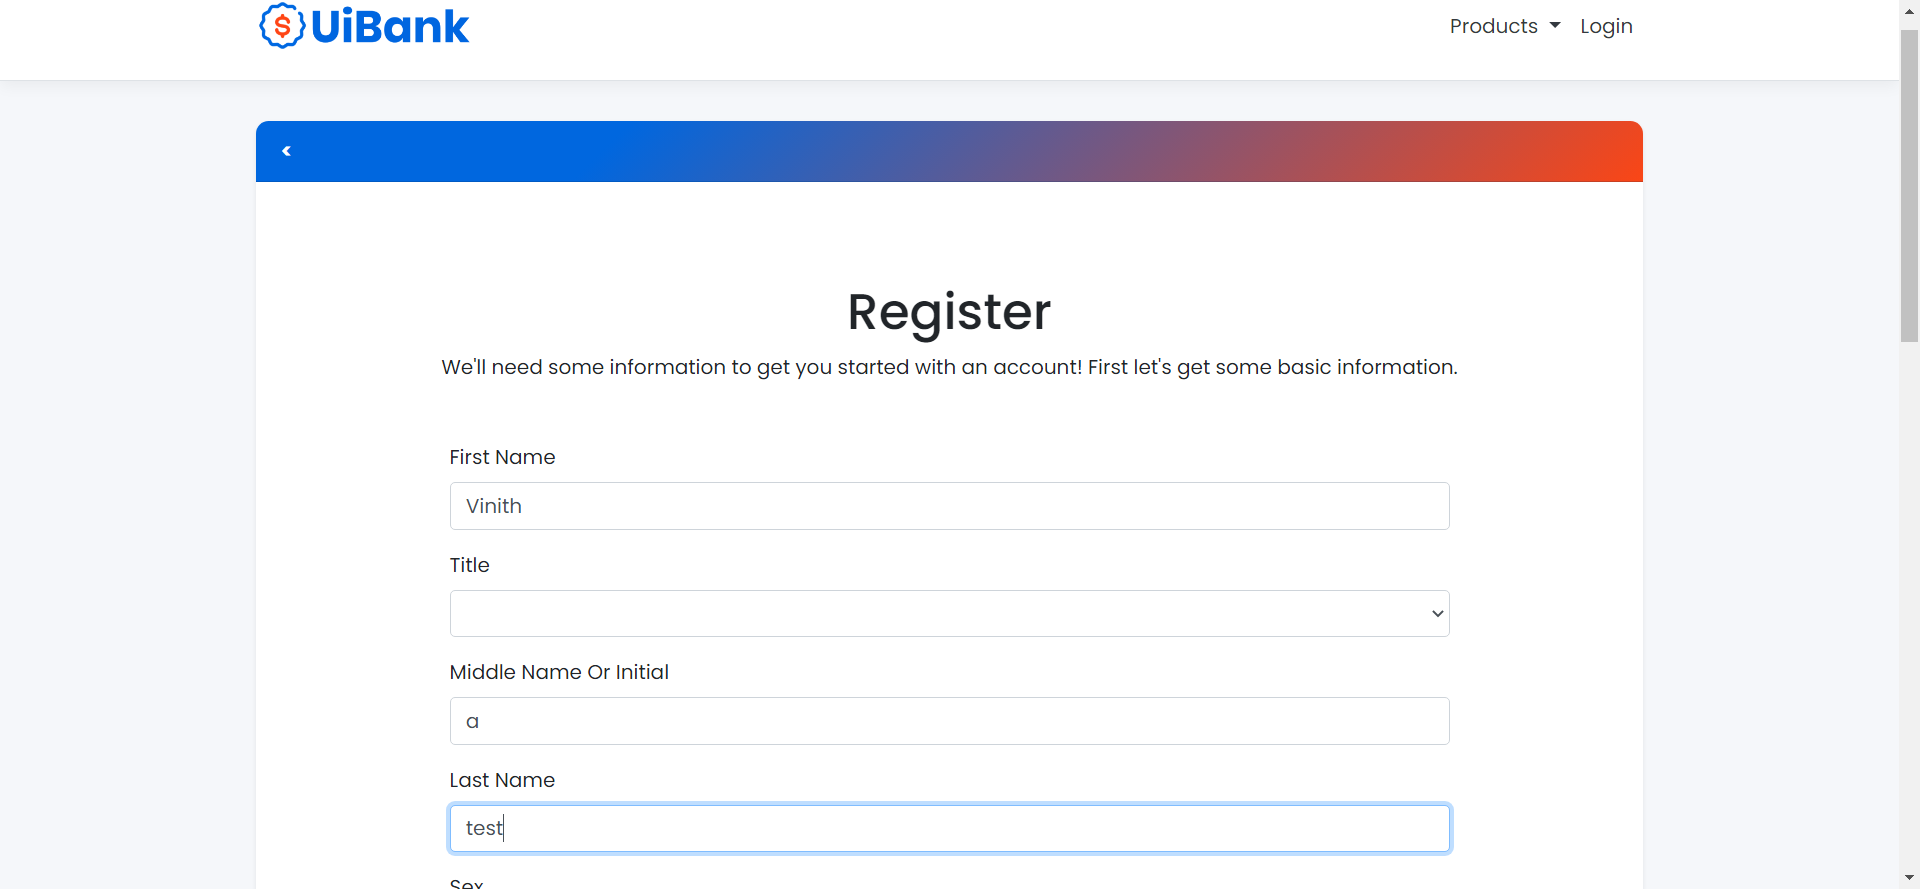 $ UiBank
Products Login
Register
We'll need some information to get you started with an account! First let's get some basic information.
First Name
Vinith
Title
Middle Name Or Initial
a
Last Name
test
Sex